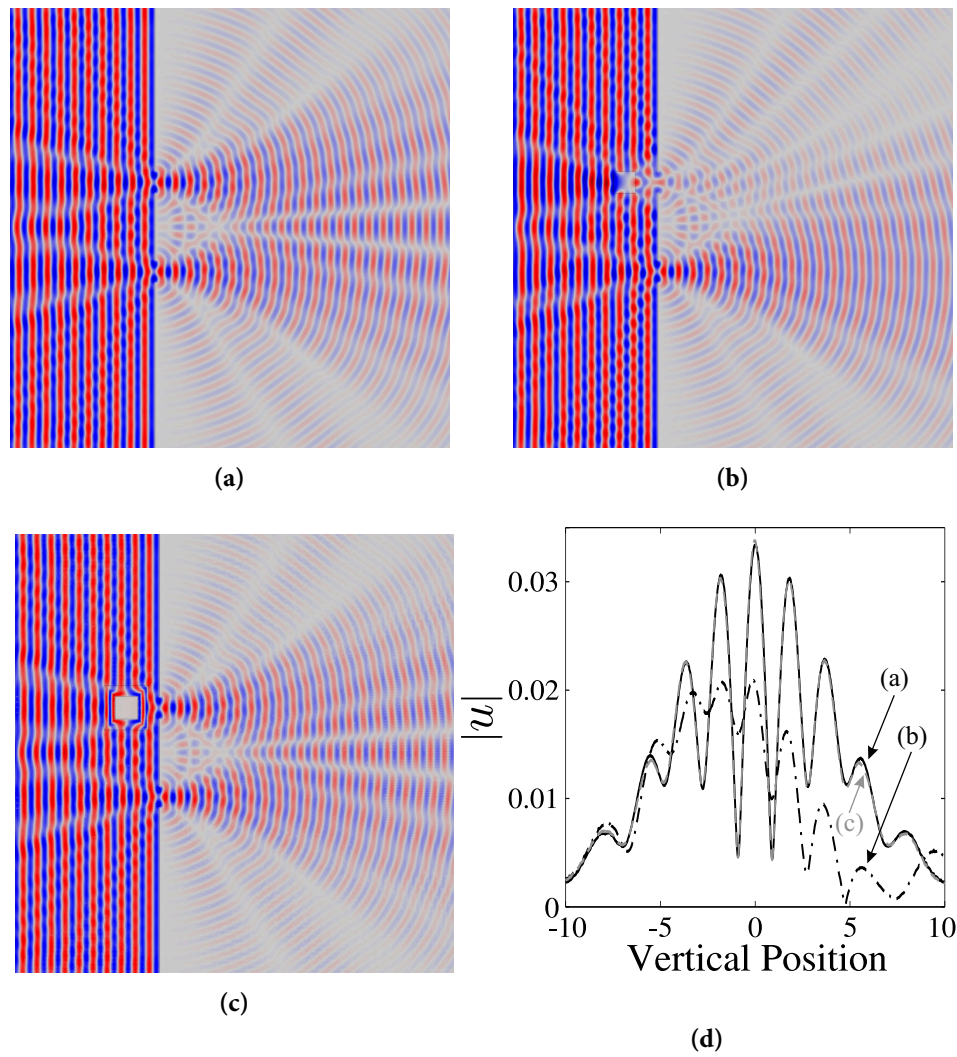 (a)
(b)
(c)
|u|
0.03
0.02
0.01
0
-10
-5
0
5
10
Vertical Position
(a)
(b)
(c)
(d)